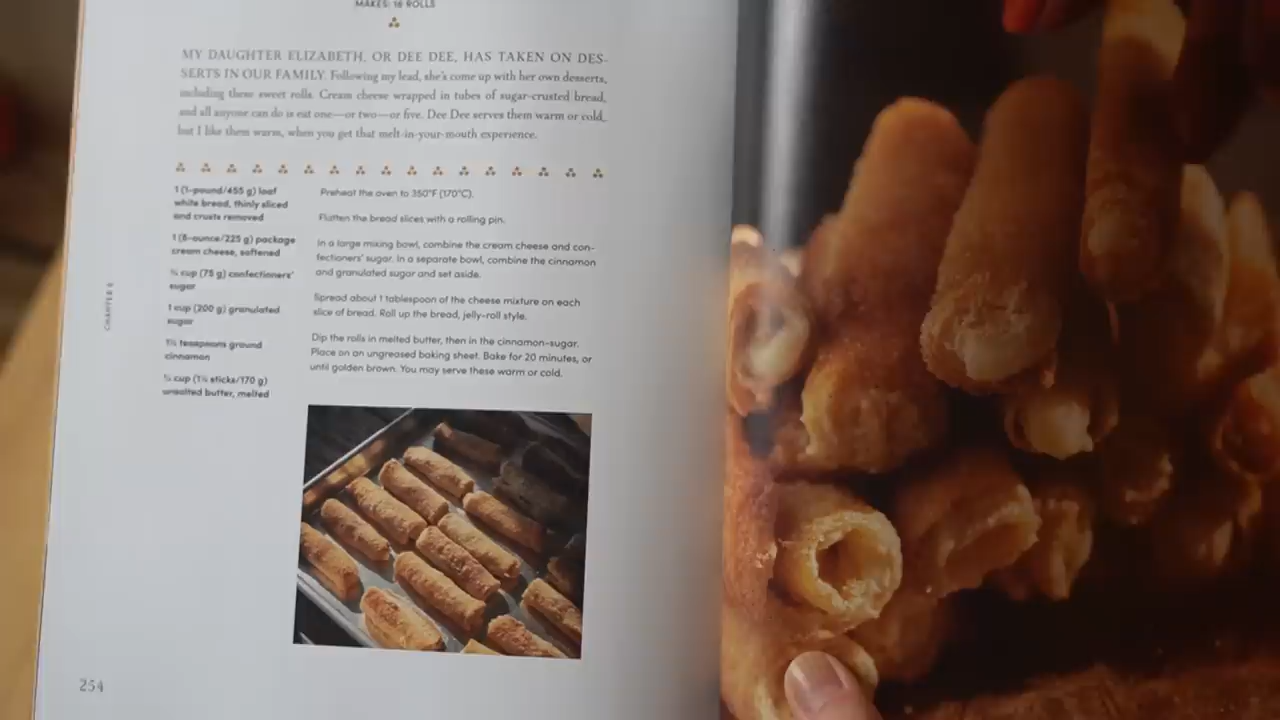 MAKES: 16 ROLLS
MY DAUGHTER ELIZABETH, OR DEE DEE, HAS TAKEN ON DES-
SERTS IN OUR FAMILY. Following my lead, she's come up with her own desserts,
including these sweet rolls. Cream cheese wrapped in tubes of sugar-crusted bread,
and all anyone can do is eat one—or two—or five. Dee Dee serves them warm or cold,
but I like them warm, when you get that melt-in-your-mouth experience.
1 (1-pound/455 g) loaf
white bread, thinly sliced
and crusts removed
1 (8-ounce/225 g) package
cream cheese, softened
¾ cup (75 g) confectioners'
sugar
1 cup (200 g) granulated
sugar
teaspoons ground
cinnamon
¾ cup (1½ sticks/170 g)
unsalted butter, melted
Preheat the oven to 350°F (170°C).
Flatten the bread slices with a rolling pin.
In a large mixing bowl, combine the cream cheese and con-
fectioners' sugar. In a separate bowl, combine the cinnamon
and granulated sugar and set aside.
Spread about 1 tablespoon of the cheese mixture on each
slice of bread. Roll up the bread, jelly-roll style.
Dip the rolls in melted butter, then in the cinnamon-sugar.
Place on an ungreased baking sheet. Bake for 20 minutes, or
until golden brown. You may serve these warm or cold.
CHAPTER 6
254